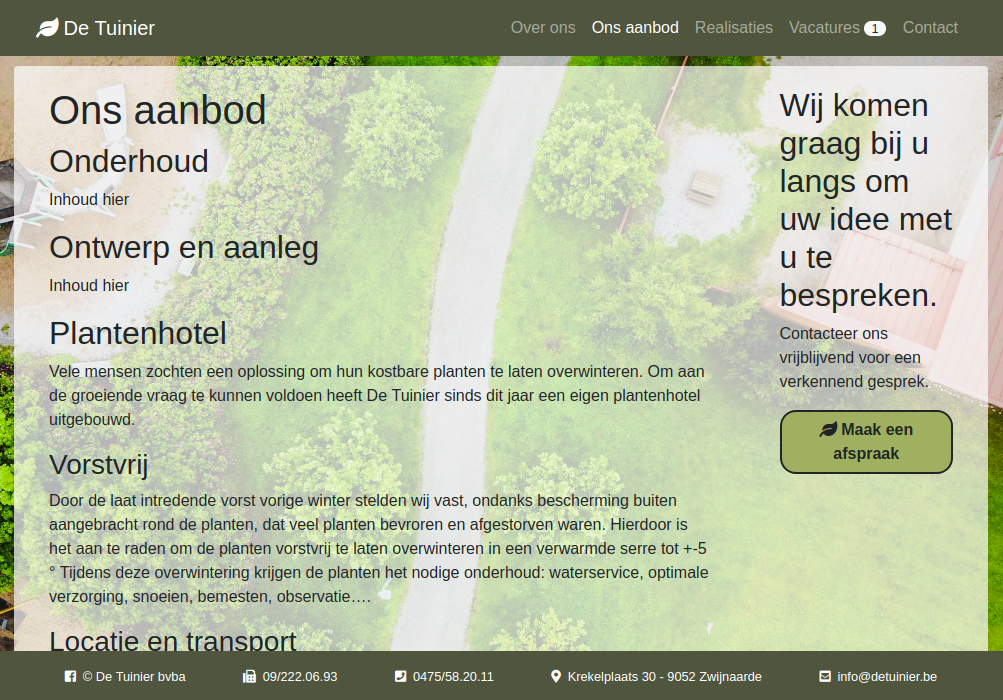 De Tuinier
Over ons
Ons aanbod
Realisaties
Vacatures 1
Contact
Ons aanbod
Onderhoud
Inhoud hier
Ontwerp en aanleg
Inhoud hier
Plantenhotel
Vele mensen zochten een oplossing om hun kostbare planten te laten overwinteren. Om aan
de groeiende vraag te kunnen voldoen heeft De Tuinier sinds dit jaar een eigen plantenhotel
uitgebouwd.
Vorstvrij
Door de laat intredende vorst vorige winter stelden wij vast, ondanks bescherming buiten
aangebracht rond de planten, dat veel planten bevroren en afgestorven waren. Hierdoor is
het aan te raden om de planten vorstvrij te laten overwinteren in een verwarmde serre tot +-5
° Tijdens deze overwintering krijgen de planten het nodige onderhoud: waterservice, optimale
verzorging, snoeien, bemesten, observatie….
Locatie en transport
Wij komen
graag bij u
langs om
uw idee met
u te
bespreken.
Contacteer ons
vrijblijvend voor een
verkennend gesprek.
Maak een
afspraak
© De Tuinier bvba
09/222.06.93
0475/58.20.11
Krekelplaats 30 - 9052 Zwijnaarde
info@detuinier.be